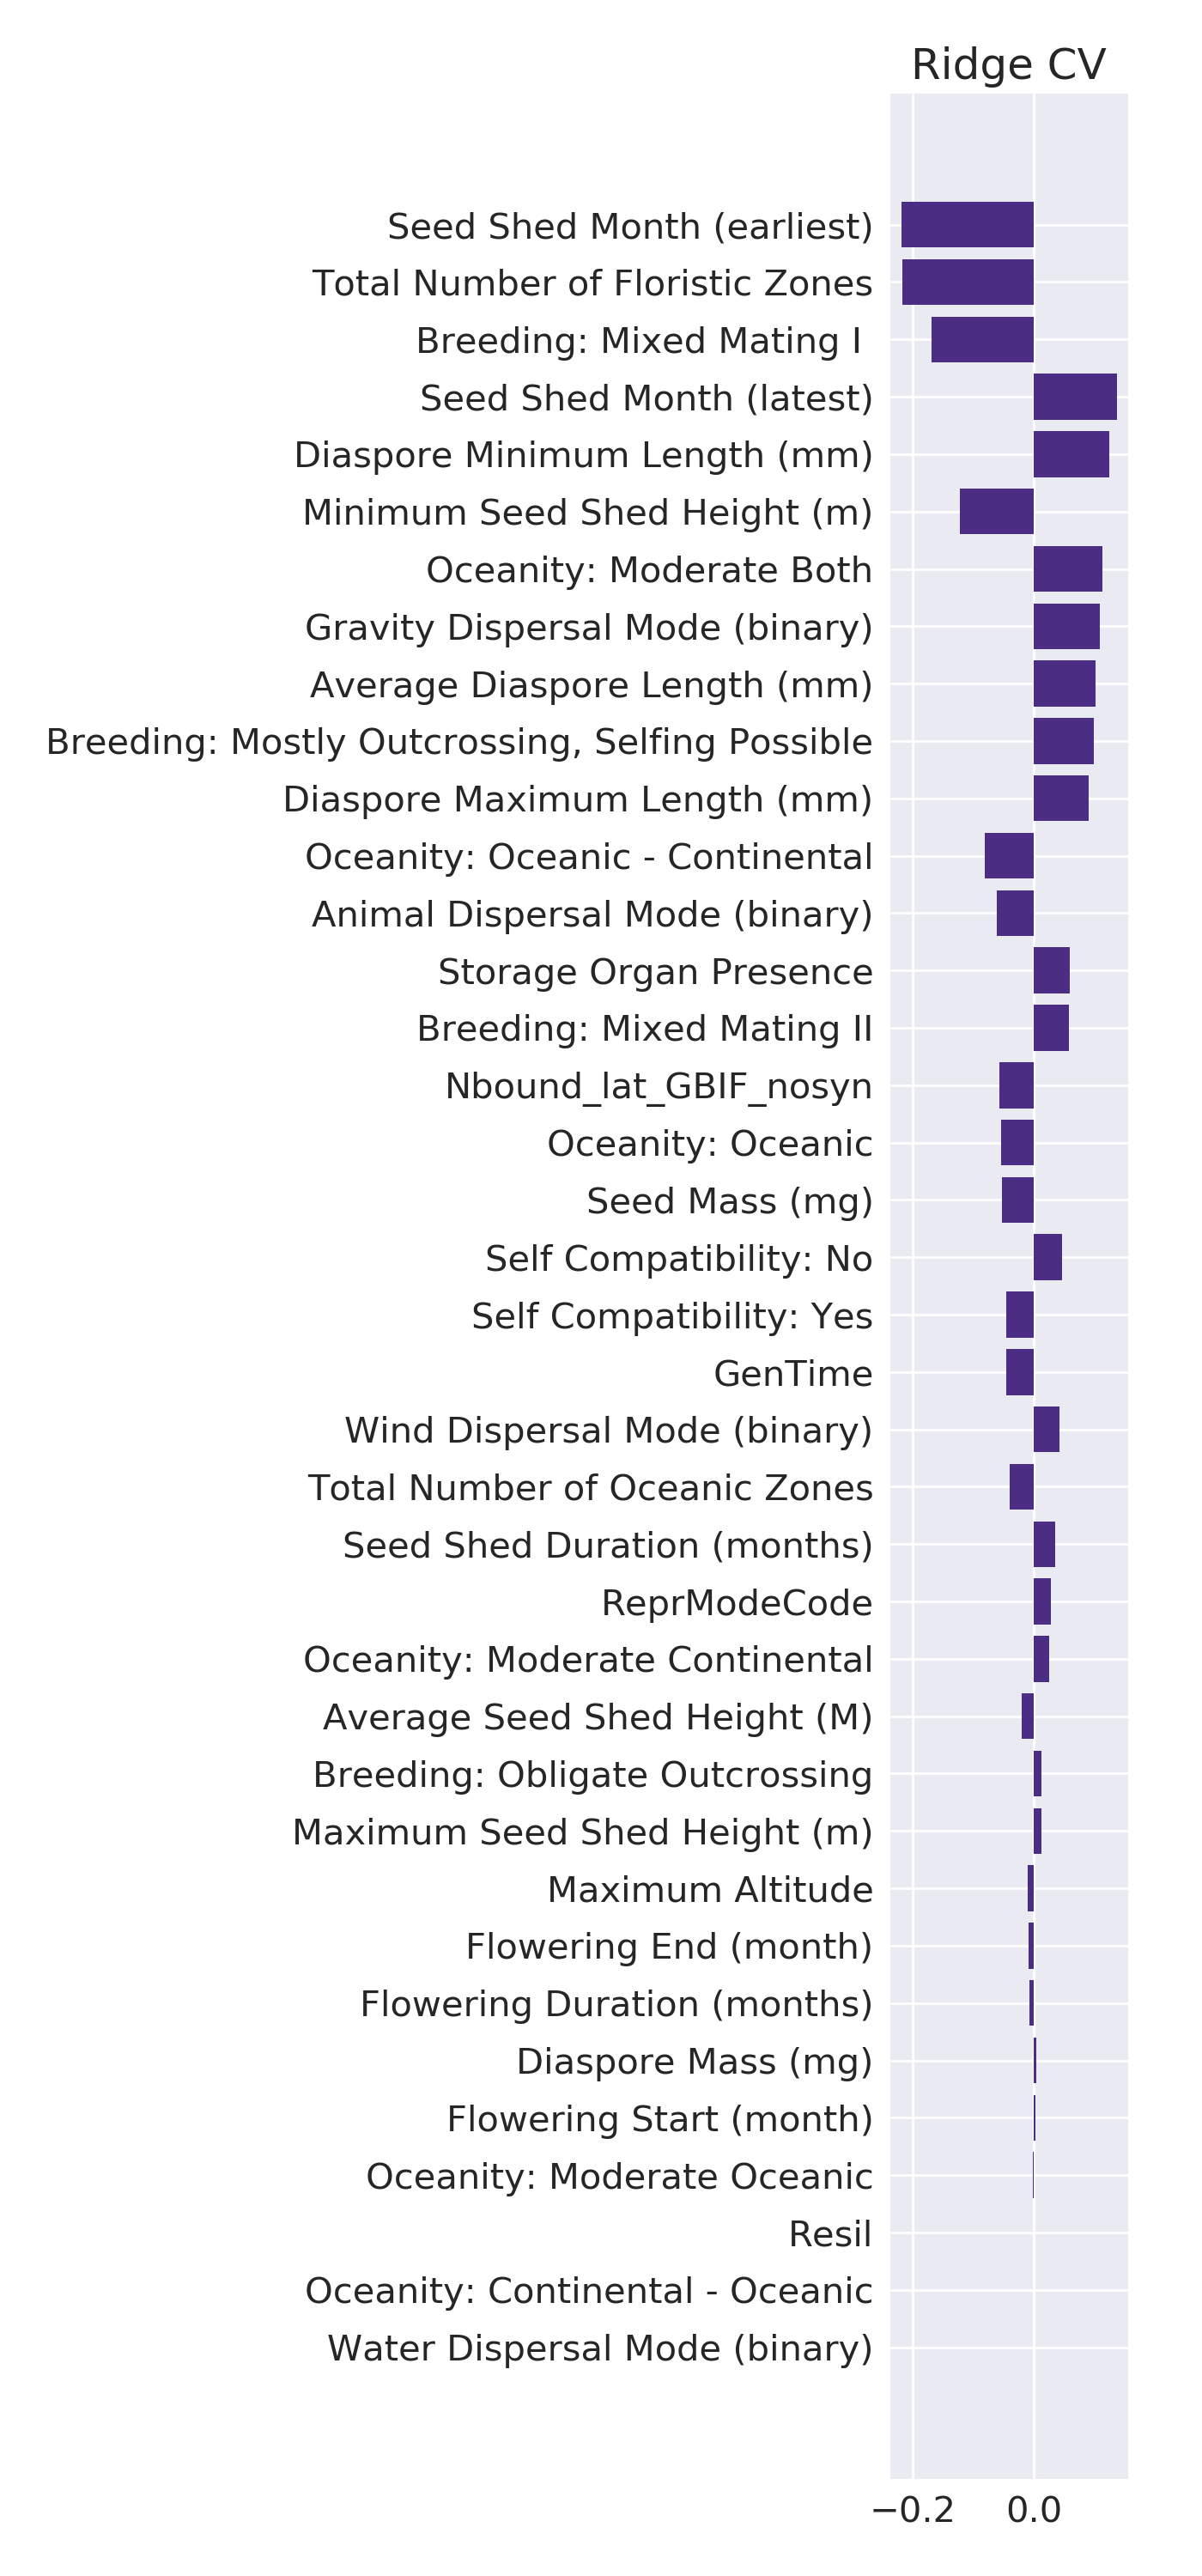 Ridge CV
Seed Shed Month (earliest)
Total Number of Floristic Zones
Breeding: Mixed Mating I
Seed Shed Month (latest)
Diaspore Minimum Length (mm)
Minimum Seed Shed Height (m)
Oceanity: Moderate Both
Gravity Dispersal Mode (binary)
Average Diaspore Length (mm)
Breeding: Mostly Outcrossing, Selfing Possible
Diaspore Maximum Length (mm)
Oceanity: Oceanic - Continental
Animal Dispersal Mode (binary)
Storage Organ Presence
Breeding: Mixed Mating II
Nbound_lat_GBIF_nosyn
Oceanity: Oceanic
Seed Mass (mg)
Self Compatibility: No
Self Compatibility: Yes
GenTime
Wind Dispersal Mode (binary)
Total Number of Oceanic Zones
Seed Shed Duration (months)
ReprModeCode
Oceanity: Moderate Continental
Average Seed Shed Height (M)
Breeding: Obligate Outcrossing
Maximum Seed Shed Height (m)
Maximum Altitude
Flowering End (month)
Flowering Duration (months)
Diaspore Mass (mg)
Flowering Start (month)
Oceanity: Moderate Oceanic
Resil
Oceanity: Continental - Oceanic
Water Dispersal Mode (binary)
−0.2 0.0